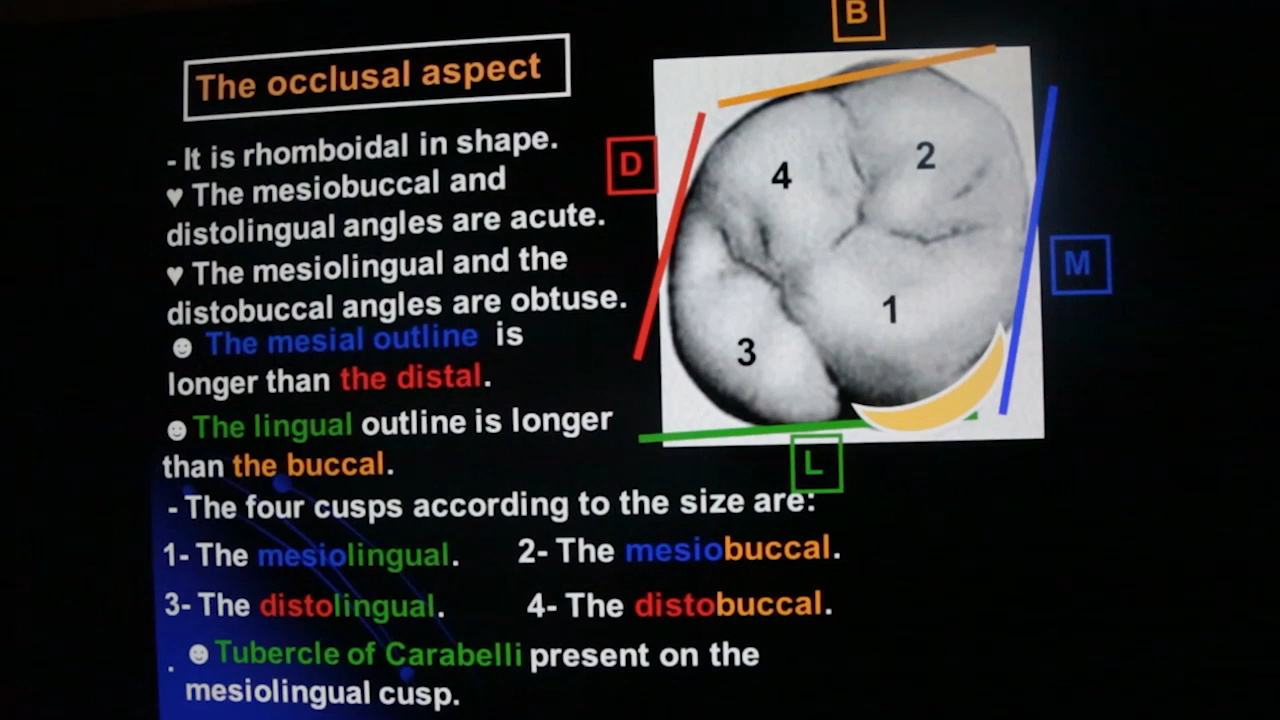 The occlusal aspect
- It is rhomboidal in shape.
♥ The mesiobuccal and
distolingual angles are acute.
♥ The mesiolingual and the
distobuccal angles are obtuse.
☻ The mesial outline is
longer than the distal.
☻The lingual outline is longer
than the buccal.
- The four cusps according to the size are:
1- The mesiolingual. 2- The mesiobuccal.
3- The distolingual. 4- The distobuccal.
. ☻Tubercle of Carabelli present on the
mesiolingual cusp.
B
D
M
L
4
2
1
3